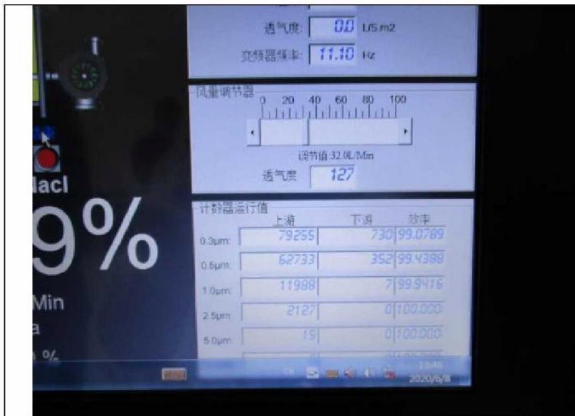 透气度: 0.0 L/S.m2
变频器频率: 11.10 Hz
风量调节器
0 20 40 60 80 100
调节值:32.0L/Min
透气度 127
计数器运行值
上游 下游 效率
0.3μm: 79255 730 99.0789
0.5μm: 62733 352 99.4388
1.0μm: 11988 7 99.9416
2.5μm: 2127 0 100.000
5.0μm: 15 0 100.000
Nacl
9%
Min
a
%
2020/6/8